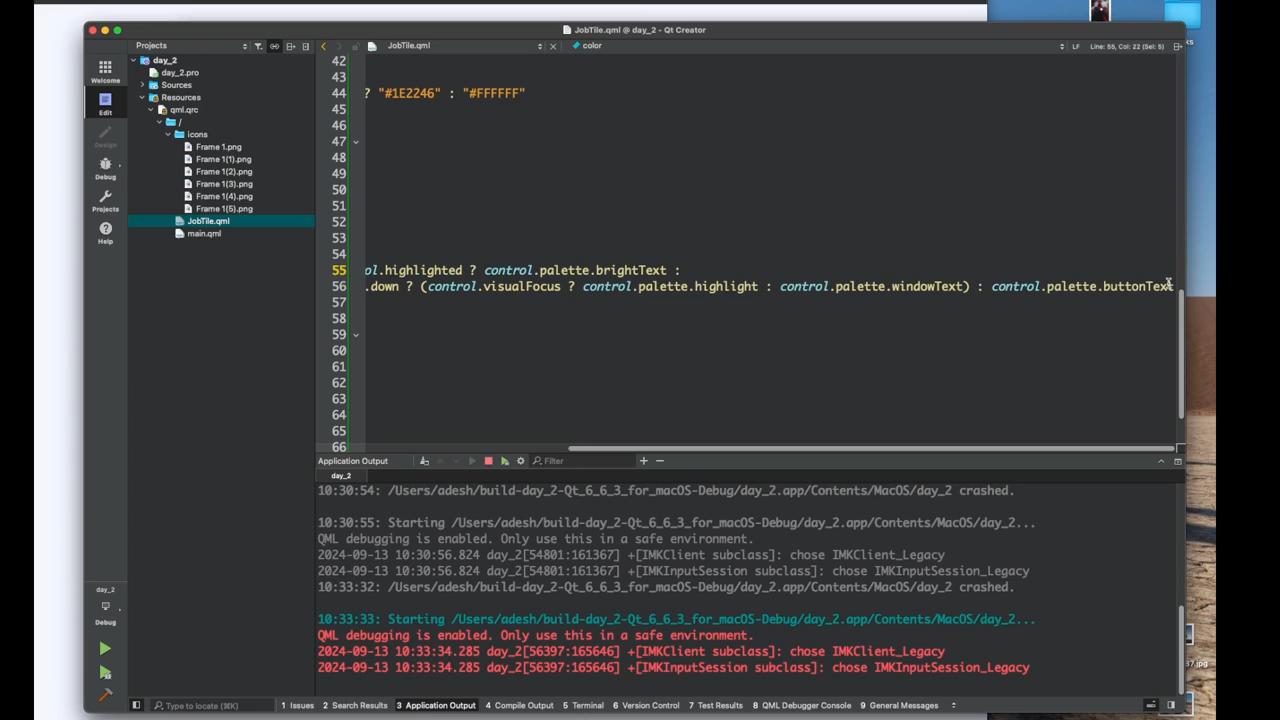 JobTile.qml @ day_2 - Qt Creator
Projects
JobTile.qml
color
LF
Line: 55, Col: 22 (Sel: 5)
Welcome
Edit
Design
Debug
Projects
Help
day_2
day_2.pro
Sources
Resources
qml.qrc
/
icons
Frame 1.png
Frame 1(1).png
Frame 1(2).png
Frame 1(3).png
Frame 1(4).png
Frame 1(5).png
JobTile.qml
main.qml
42
43
44 ? "#1E2246" : "#FFFFFF"
45
46
47
48
49
50
51
52
53
54
55 ol.highlighted ? control.palette.brightText :
56 .down ? (control.visualFocus ? control.palette.highlight : control.palette.windowText) : control.palette.buttonText
57
58
59
60
61
62
63
64
65
66
Application Output
Filter
day_2
10:30:54: /Users/adesh/build-day_2-Qt_6_6_3_for_macOS-Debug/day_2.app/Contents/MacOS/day_2 crashed.
10:30:55: Starting /Users/adesh/build-day_2-Qt_6_6_3_for_macOS-Debug/day_2.app/Contents/MacOS/day_2...
QML debugging is enabled. Only use this in a safe environment.
2024-09-13 10:30:56.824 day_2[54801:161367] +[IMKClient subclass]: chose IMKClient_Legacy
2024-09-13 10:30:56.824 day_2[54801:161367] +[IMKInputSession subclass]: chose IMKInputSession_Legacy
10:33:32: /Users/adesh/build-day_2-Qt_6_6_3_for_macOS-Debug/day_2.app/Contents/MacOS/day_2 crashed.
10:33:33: Starting /Users/adesh/build-day_2-Qt_6_6_3_for_macOS-Debug/day_2.app/Contents/MacOS/day_2...
QML debugging is enabled. Only use this in a safe environment.
2024-09-13 10:33:34.285 day_2[56397:165646] +[IMKClient subclass]: chose IMKClient_Legacy
2024-09-13 10:33:34.285 day_2[56397:165646] +[IMKInputSession subclass]: chose IMKInputSession_Legacy
day_2
Debug
Type to locate (⌘K)
1 Issues
2 Search Results
3 Application Output
4 Compile Output
5 Terminal
6 Version Control
7 Test Results
8 QML Debugger Console
9 General Messages
ks
37.jpg